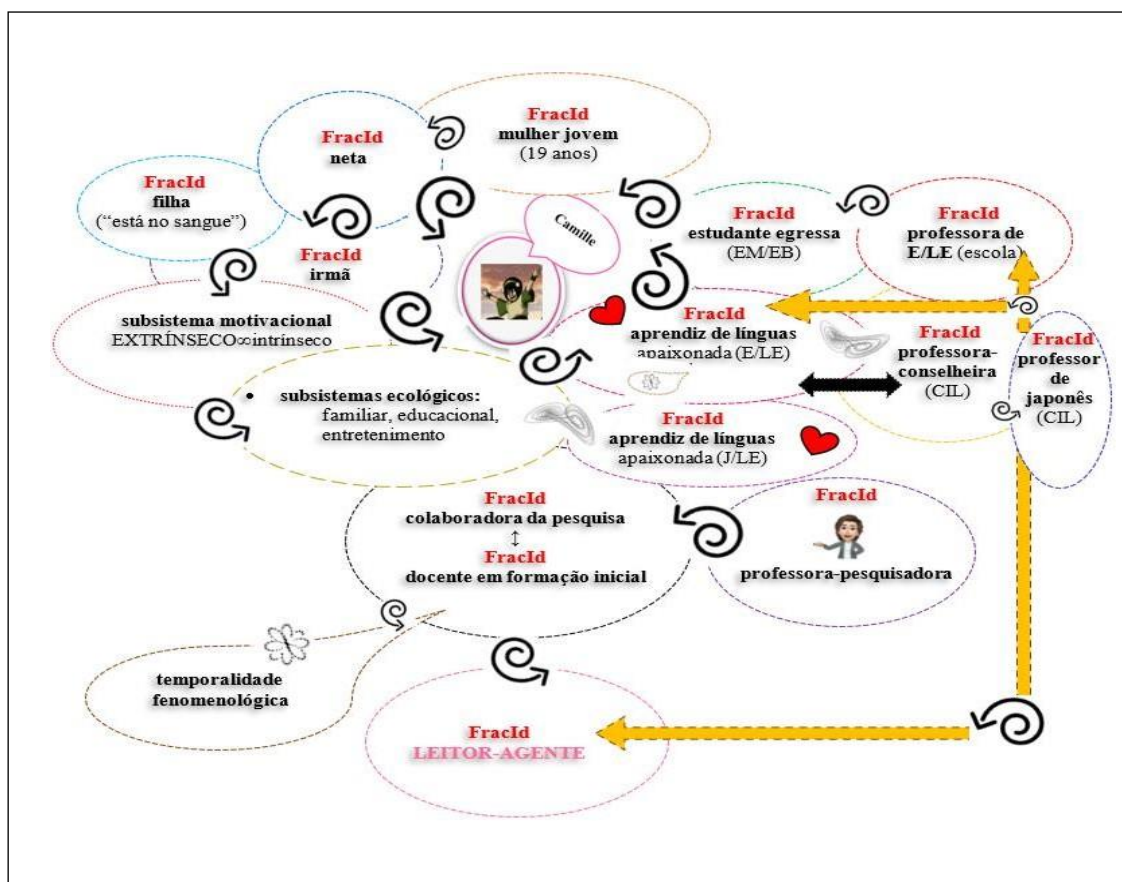 FracId
mulher jovem
(19 anos)
FracId
neta
FracId
filha
(“está no sangue”)
FracId
irmã
Camille
FracId
estudante egressa
(EM/EB)
FracId
professora de
E/LE (escola)
subsistema motivacional
EXTRÍNSECO∞intrínseco
FracId
aprendiz de línguas
apaixonada (E/LE)
FracId
professora-
conselheira
(CIL)
FracId
professor
de
japonês
(CIL)
• subsistemas ecológicos:
familiar, educacional,
entretenimento
FracId
aprendiz de línguas
apaixonada (J/LE)
FracId
colaboradora da pesquisa
↕
FracId
docente em formação inicial
FracId
professora-pesquisadora
temporalidade
fenomenológica
FracId
LEITOR-AGENTE